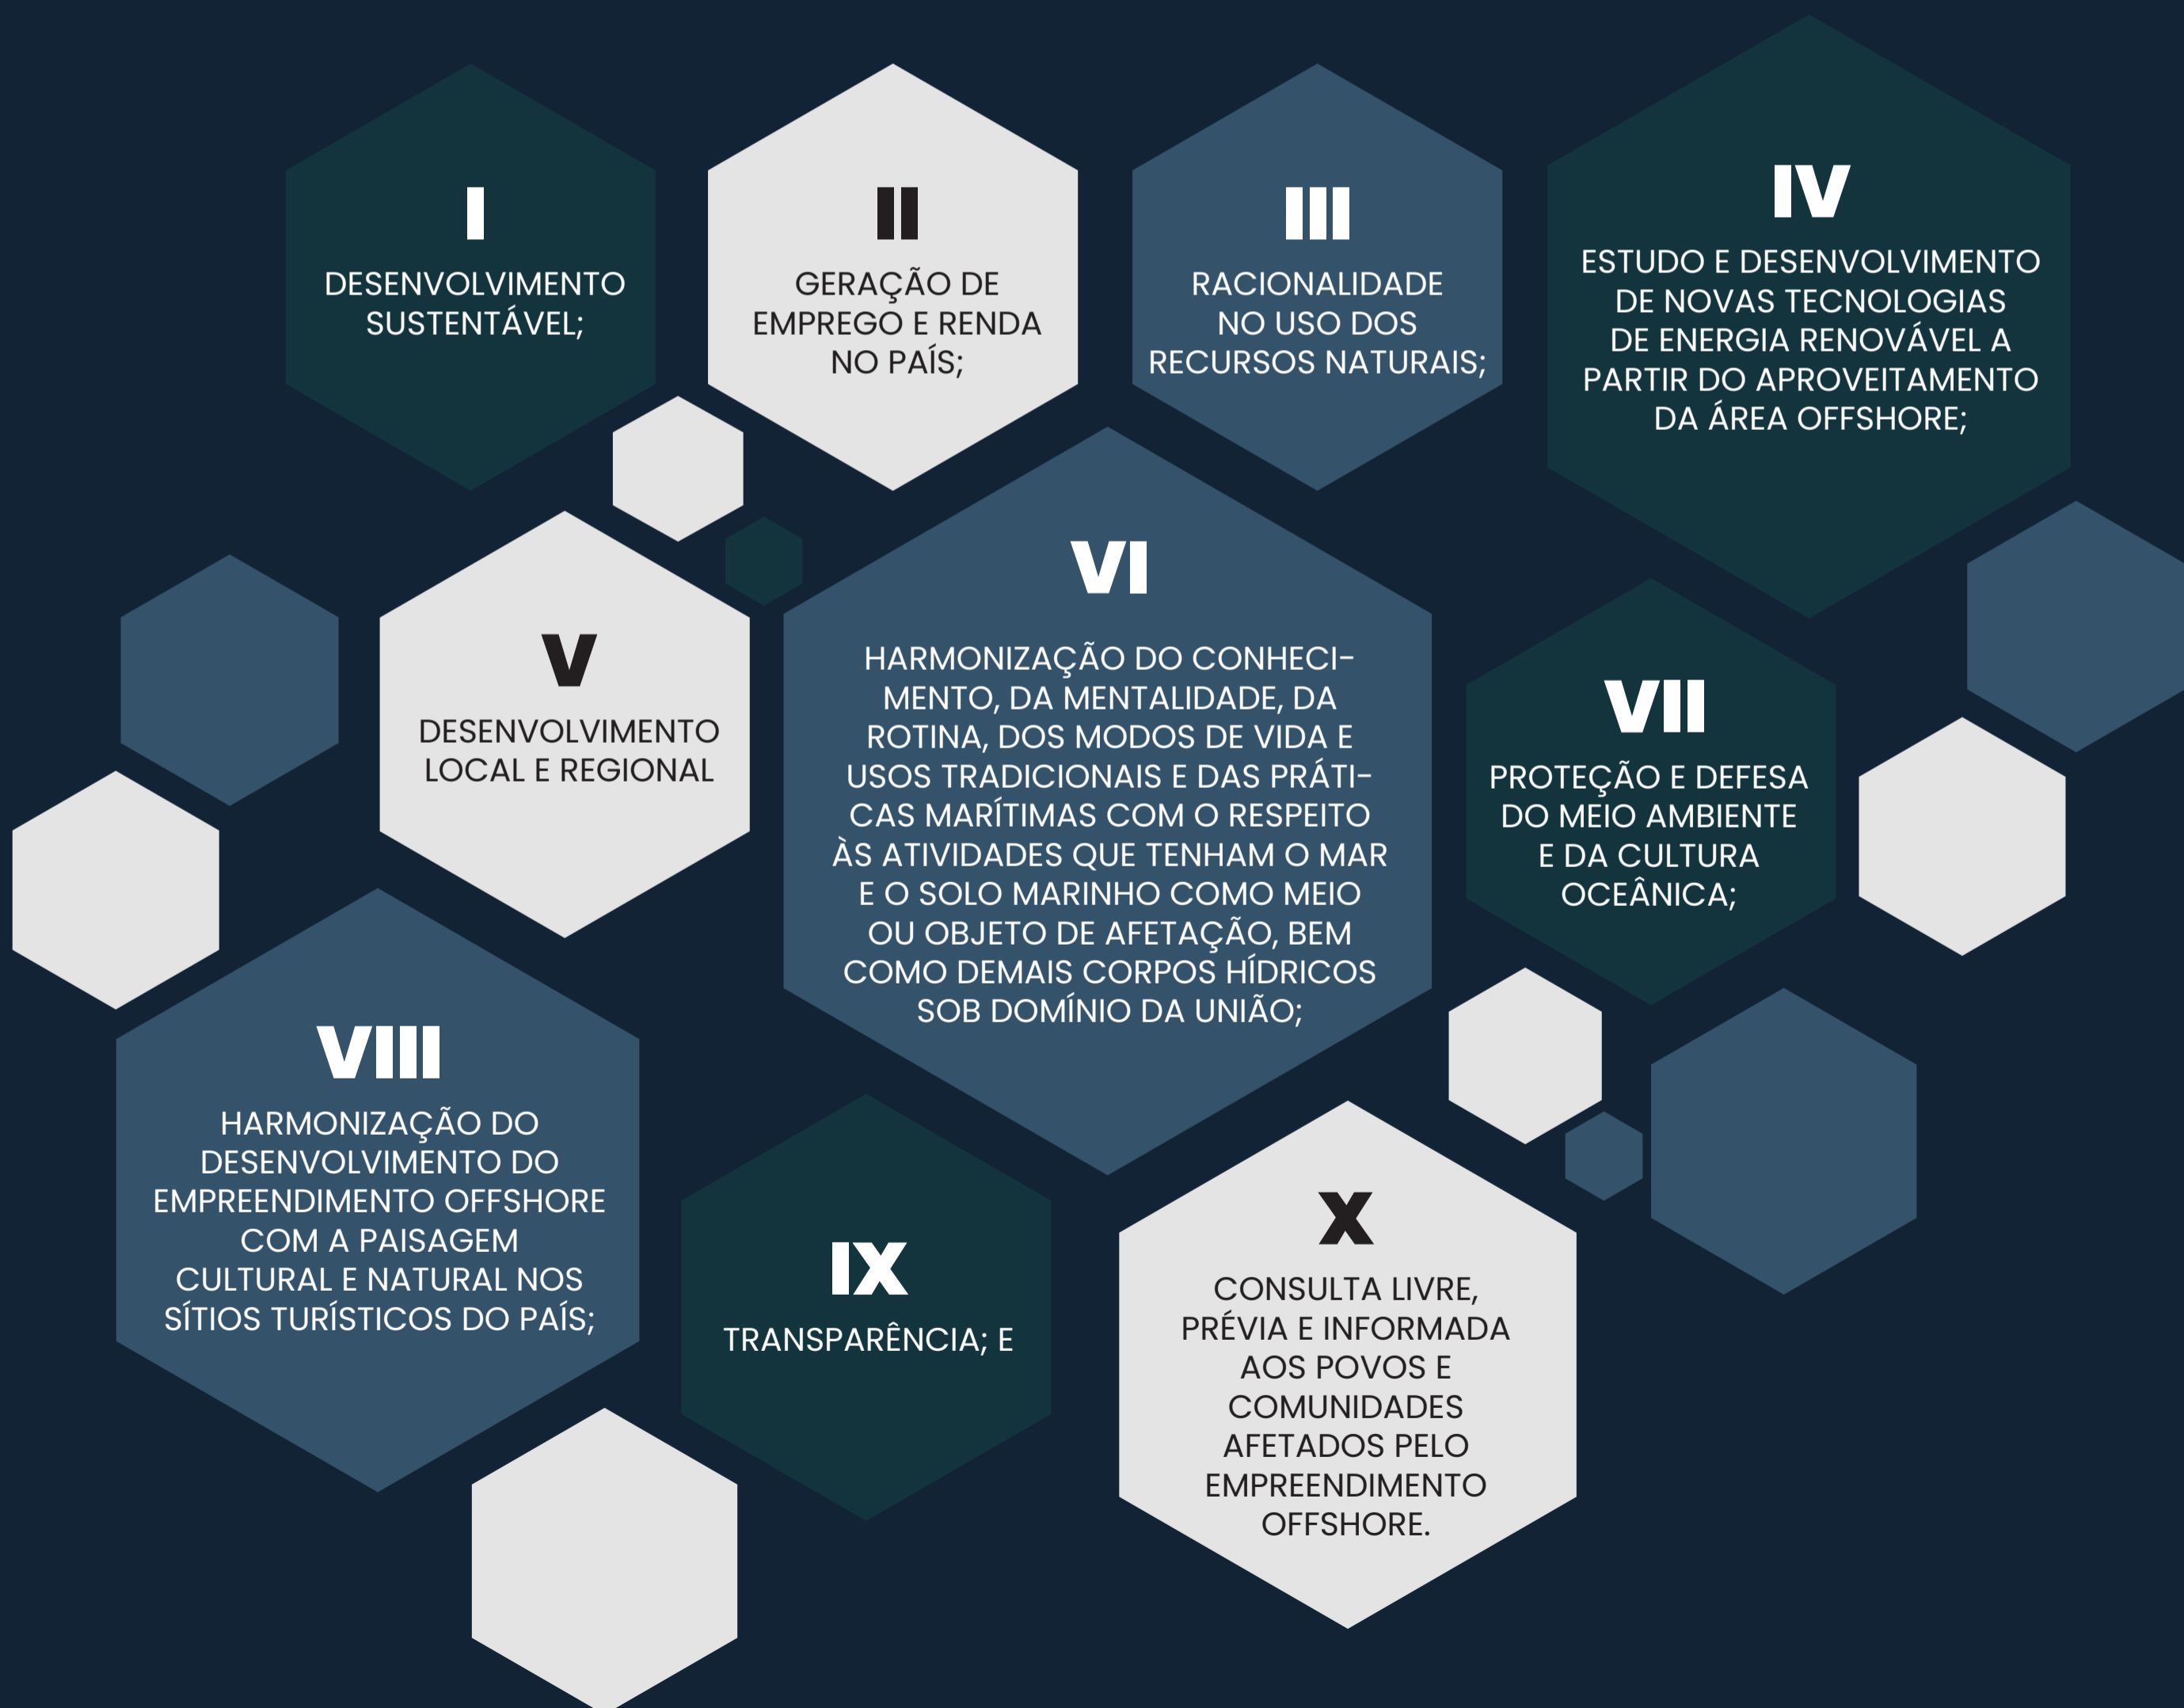 I
DESENVOLVIMENTO
SUSTENTÁVEL;
II
GERAÇÃO DE
EMPREGO E RENDA
NO PAÍS;
III
RACIONALIDADE
NO USO DOS
RECURSOS NATURAIS;
IV
ESTUDO E DESENVOLVIMENTO
DE NOVAS TECNOLOGIAS
DE ENERGIA RENOVÁVEL A
PARTIR DO APROVEITAMENTO
DA ÁREA OFFSHORE;
V
DESENVOLVIMENTO
LOCAL E REGIONAL
VI
HARMONIZAÇÃO DO CONHECI-
MENTO, DA MENTALIDADE, DA
ROTINA, DOS MODOS DE VIDA E
USOS TRADICIONAIS E DAS PRÁTI-
CAS MARÍTIMAS COM O RESPEITO
ÀS ATIVIDADES QUE TENHAM O MAR
E O SOLO MARINHO COMO MEIO
OU OBJETO DE AFETAÇÃO, BEM
COMO DEMAIS CORPOS HÍDRICOS
SOB DOMÍNIO DA UNIÃO;
VII
PROTEÇÃO E DEFESA
DO MEIO AMBIENTE
E DA CULTURA
OCEÂNICA;
VIII
HARMONIZAÇÃO DO
DESENVOLVIMENTO DO
EMPREENDIMENTO OFFSHORE
COM A PAISAGEM
CULTURAL E NATURAL NOS
SÍTIOS TURÍSTICOS DO PAÍS;
IX
TRANSPARÊNCIA; E
X
CONSULTA LIVRE,
PRÉVIA E INFORMADA
AOS POVOS E
COMUNIDADES
AFETADOS PELO
EMPREENDIMENTO
OFFSHORE.